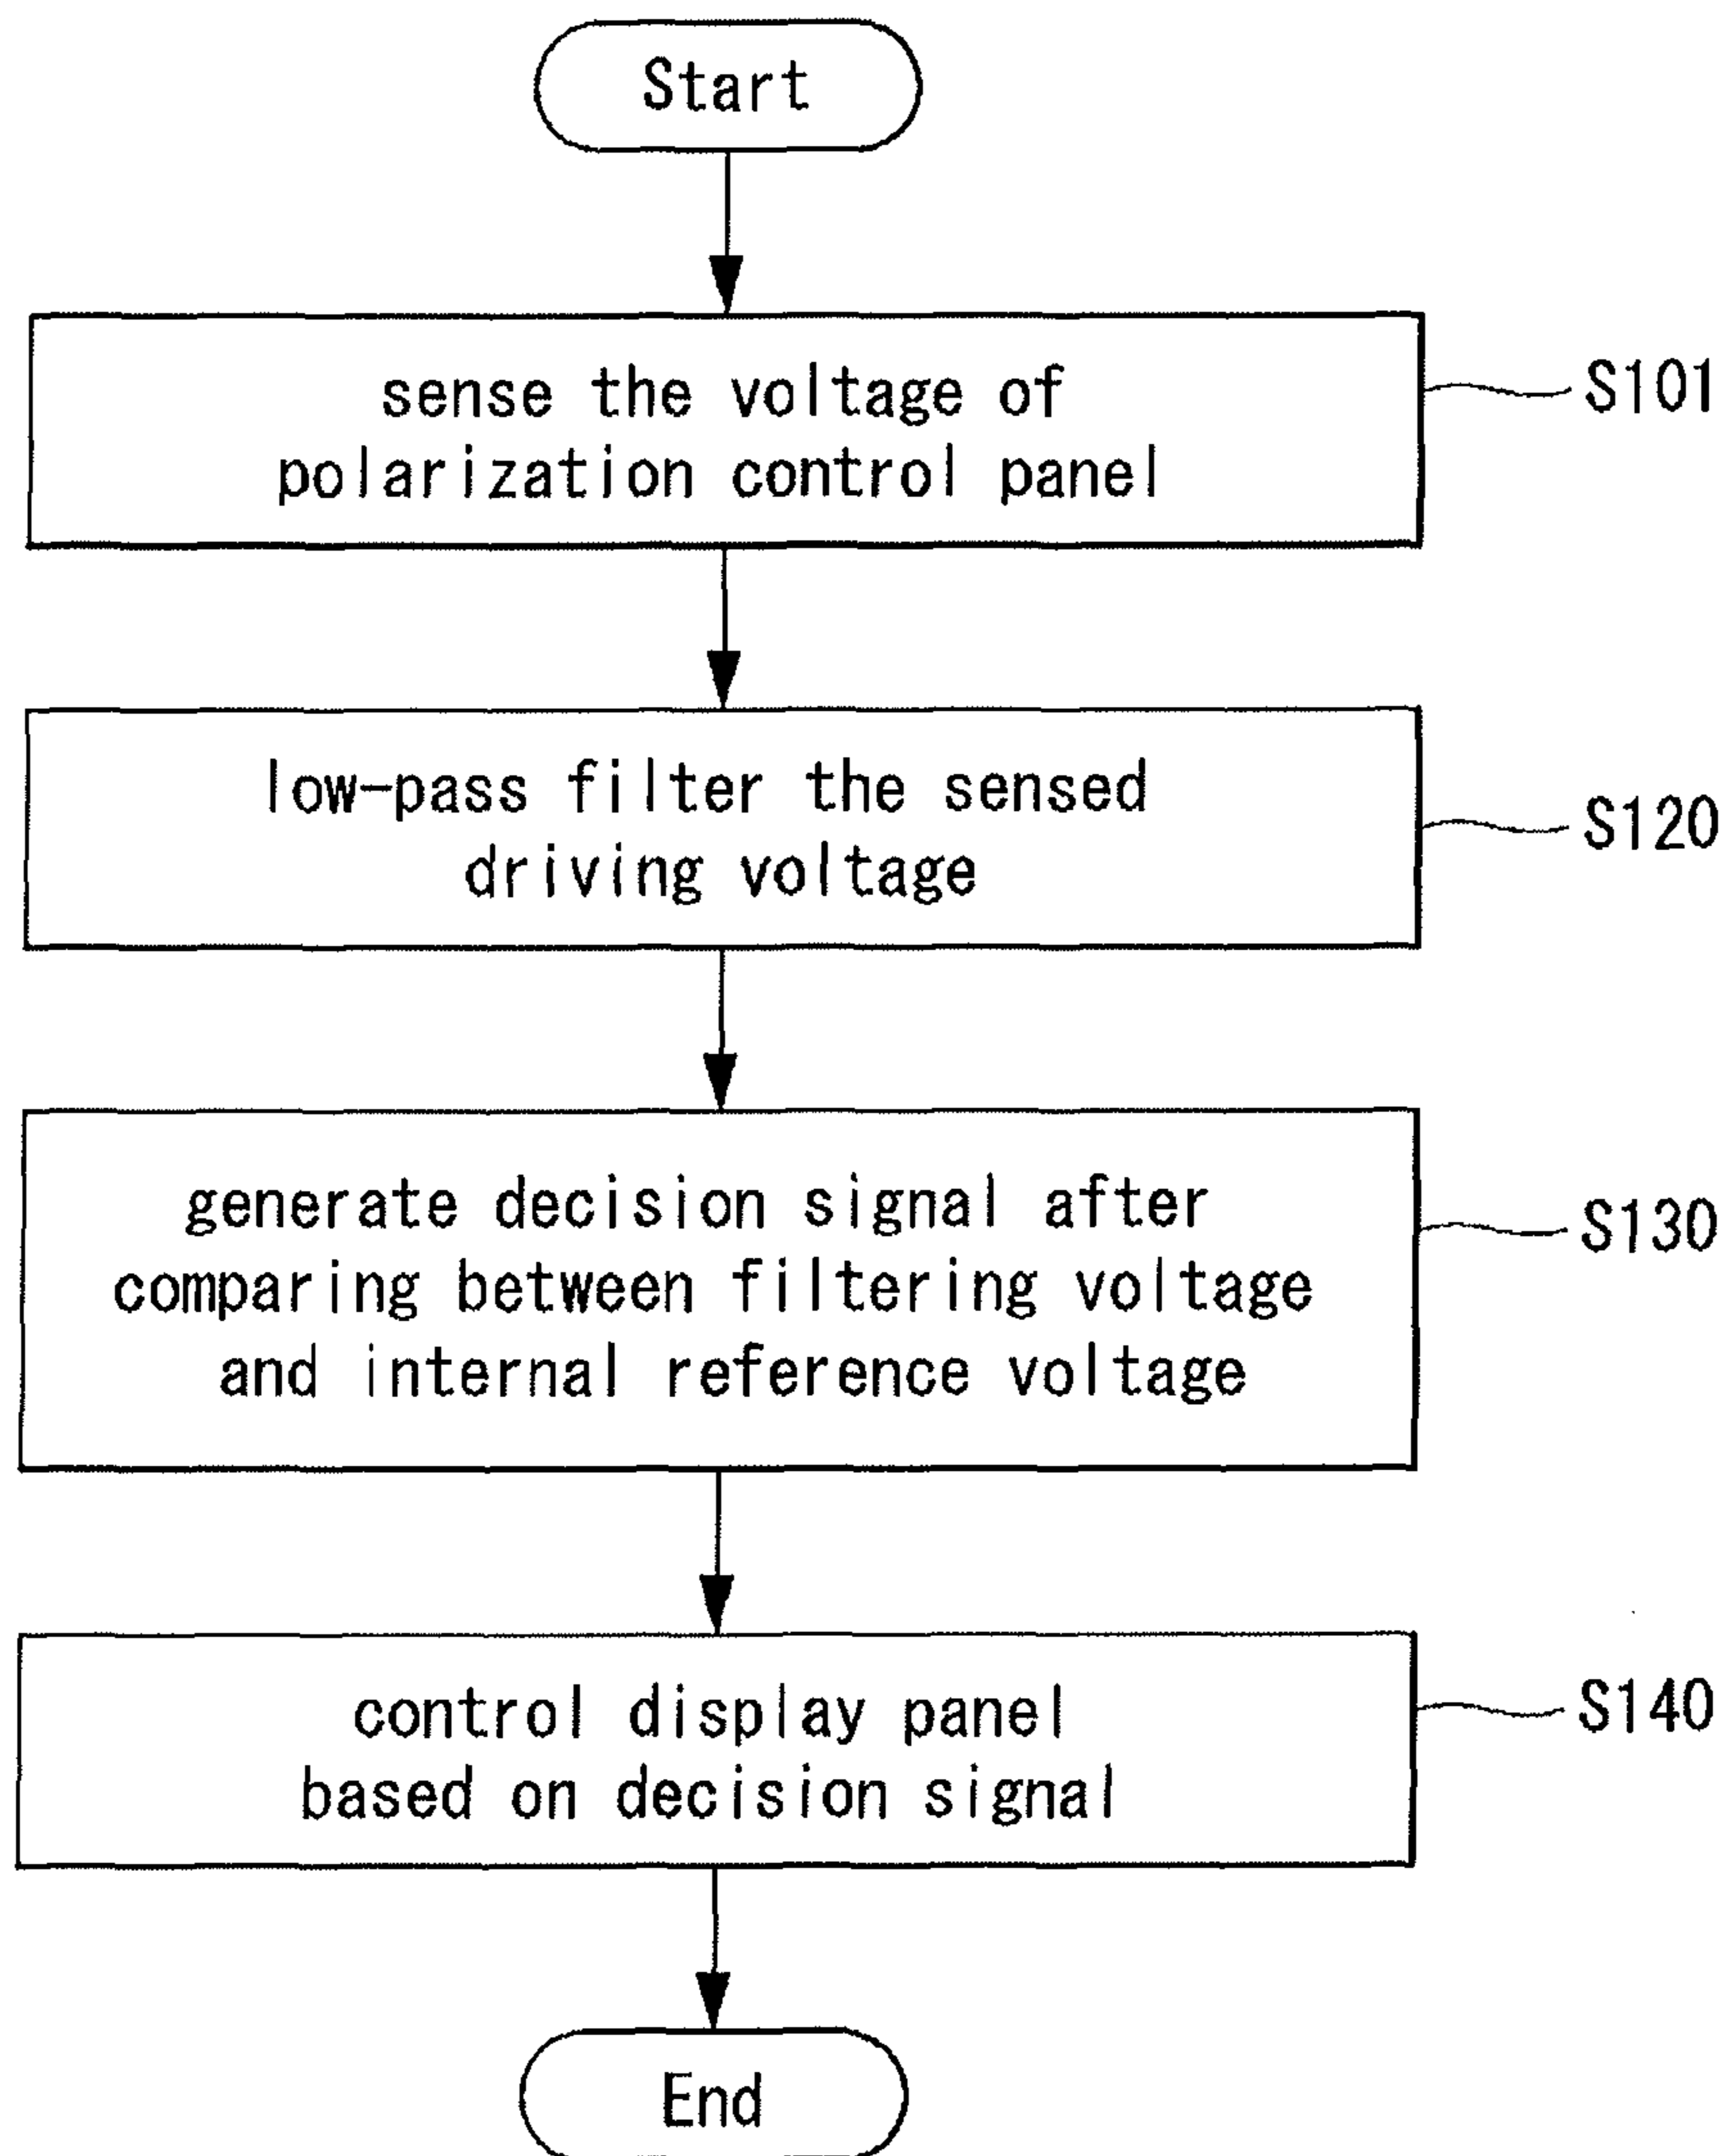 Start
sense the voltage of
polarization control panel
S101
low-pass filter the sensed
driving voltage
S120
generate decision signal after
comparing between filtering voltage
and internal reference voltage
S130
control display panel
based on decision signal
S140
End